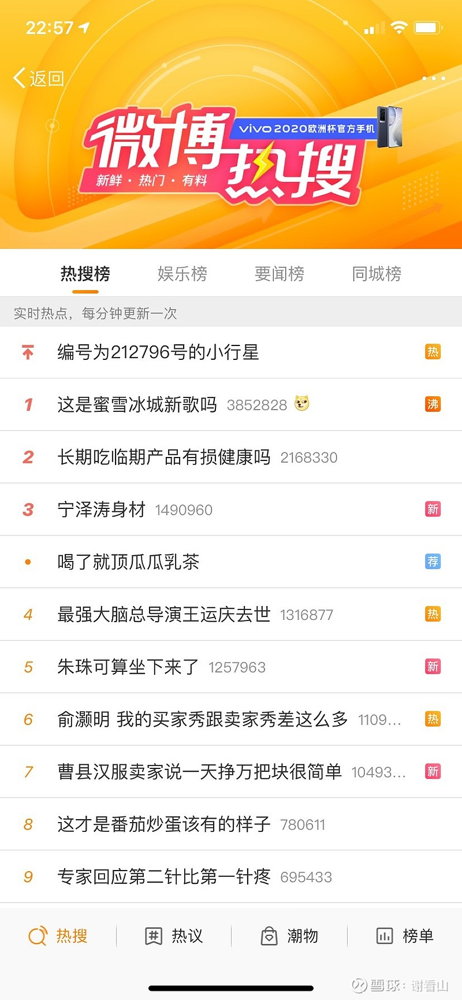 22:57
返回
微博
vivo 2020欧洲杯官方手机
热搜
新鲜·热门·有料
热搜榜 娱乐榜 要闻榜 同城榜
实时热点，每分钟更新一次
编号为212796号的小行星 热
1 这是蜜雪冰城新歌吗 3852828 沸
2 长期吃临期产品有损健康吗 2168330
3 宁泽涛身材 1490960 新
喝了就顶瓜瓜乳茶 荐
4 最强大脑总导演王运庆去世 1316877 热
5 朱珠可算坐下来了 1257963 新
6 俞灏明 我的买家秀跟卖家秀差这么多 1109... 热
7 曹县汉服卖家说一天挣万把块很简单 10493... 新
8 这才是番茄炒蛋该有的样子 780611
9 专家回应第二针比第一针疼 695433
热搜 热议 潮物 榜单
雪球：谢看山